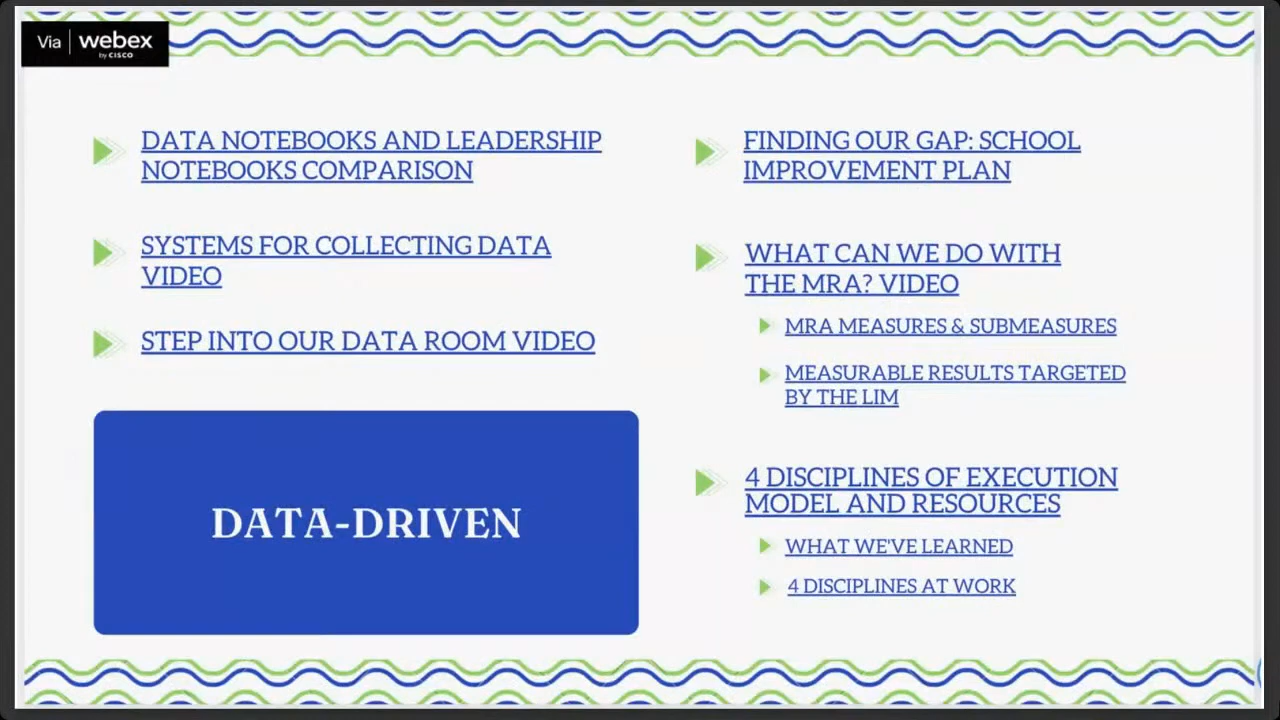 Via webex
by CISCO
DATA NOTEBOOKS AND LEADERSHIP
NOTEBOOKS COMPARISON
SYSTEMS FOR COLLECTING DATA
VIDEO
STEP INTO OUR DATA ROOM VIDEO
DATA-DRIVEN
FINDING OUR GAP: SCHOOL
IMPROVEMENT PLAN
WHAT CAN WE DO WITH
THE MRA? VIDEO
MRA MEASURES & SUBMEASURES
MEASURABLE RESULTS TARGETED
BY THE LIM
4 DISCIPLINES OF EXECUTION
MODEL AND RESOURCES
WHAT WE'VE LEARNED
4 DISCIPLINES AT WORK